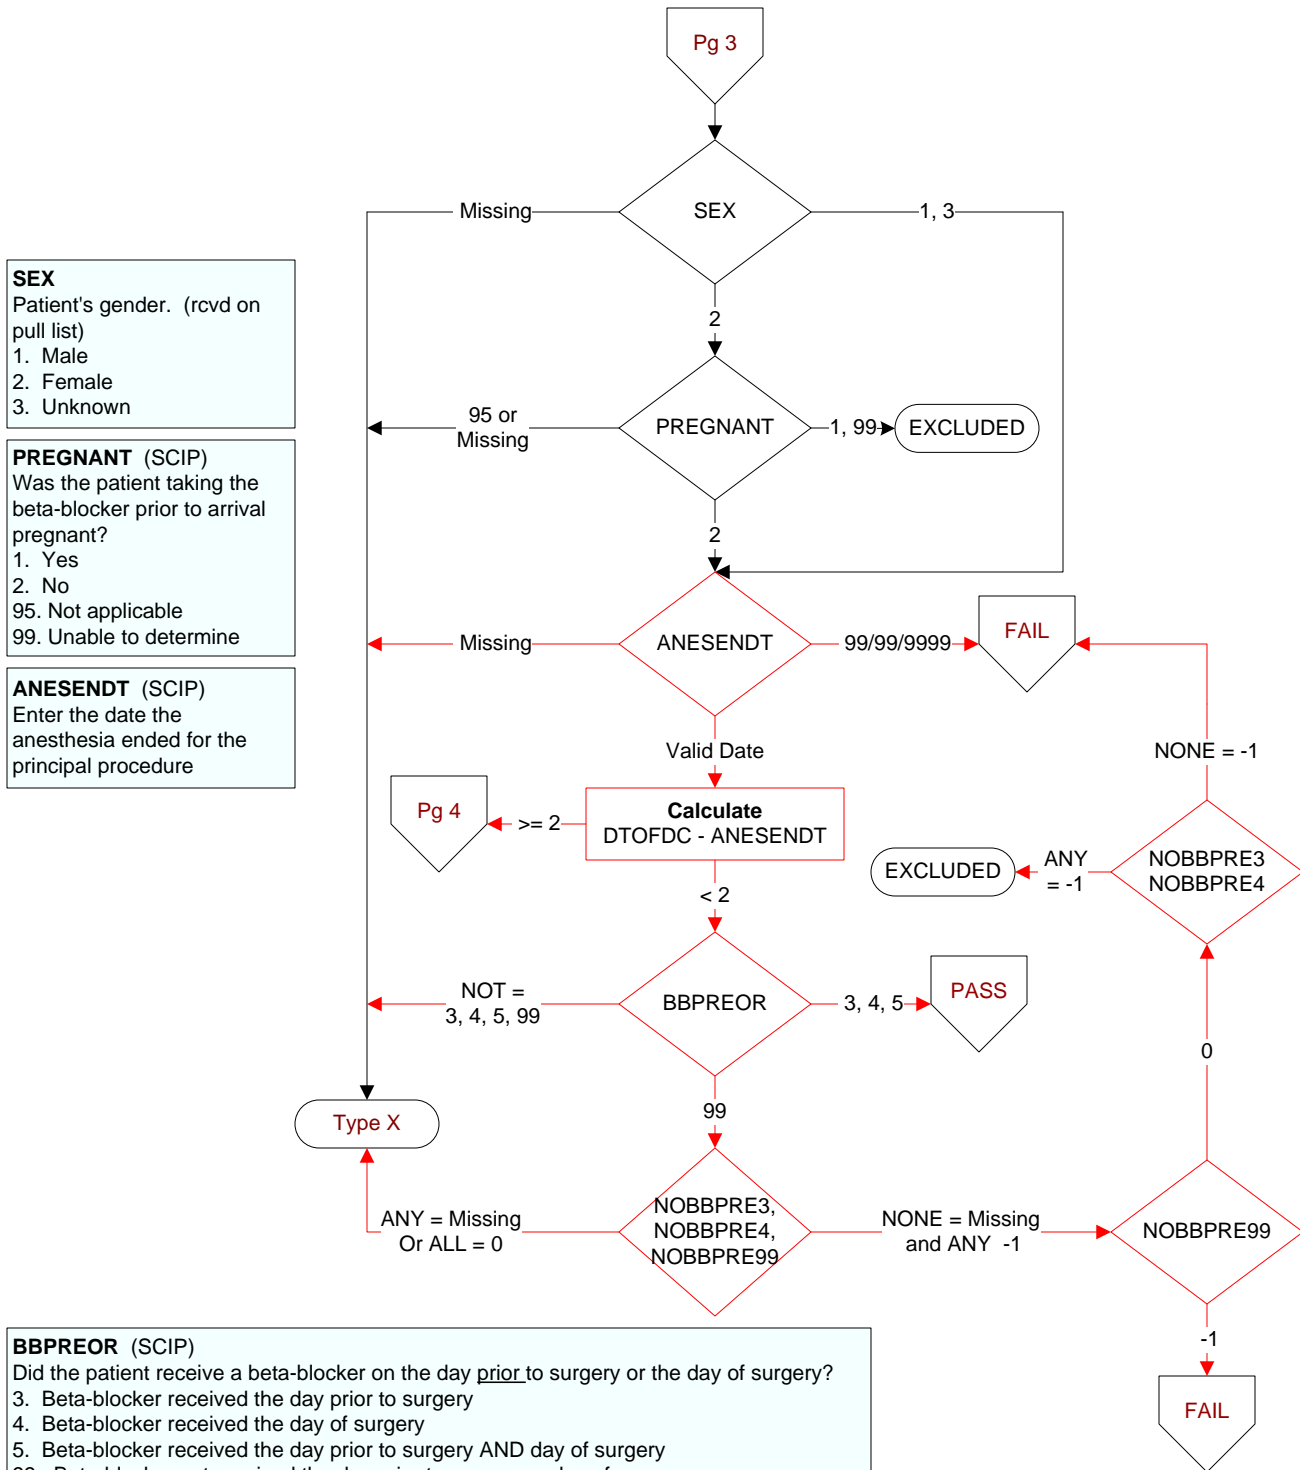 Pg 3
SEX
Missing
1, 3
2
SEX
Patient's gender. (rcvd on
pull list)
1. Male
2. Female
3. Unknown
PREGNANT
95 or
Missing
1, 99
EXCLUDED
2
PREGNANT (SCIP)
Was the patient taking the
beta-blocker prior to arrival
pregnant?
1. Yes
2. No
95. Not applicable
99. Unable to determine
ANESENDT
Missing
99/99/9999
FAIL
Valid Date
ANESENDT (SCIP)
Enter the date the
anesthesia ended for the
principal procedure
NONE = -1
Pg 4
>= 2
Calculate
DTOFDC - ANESENDT
< 2
EXCLUDED
ANY
= -1
NOBBPRE3
NOBBPRE4
NOT =
3, 4, 5, 99
BBPREOR
3, 4, 5
PASS
0
99
Type X
ANY = Missing
Or ALL = 0
NOBBPRE3,
NOBBPRE4,
NOBBPRE99
NONE = Missing
and ANY -1
NOBBPRE99
-1
FAIL
BBPREOR (SCIP)
Did the patient receive a beta-blocker on the day prior to surgery or the day of surgery?
3. Beta-blocker received the day prior to surgery
4. Beta-blocker received the day of surgery
5. Beta-blocker received the day prior to surgery AND day of surgery